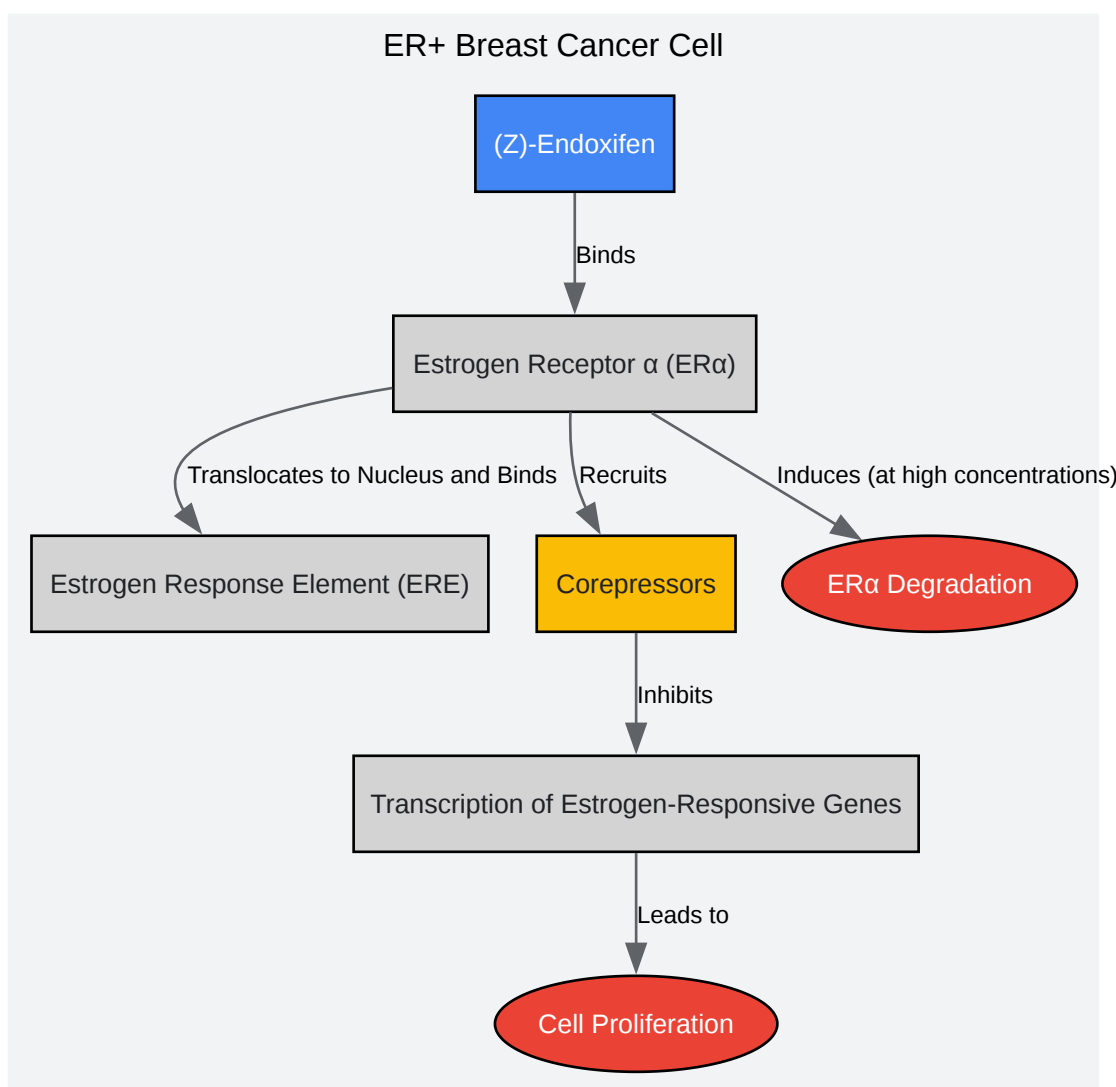 ER+ Breast Cancer Cell
(Z)-Endoxifen
Binds
Estrogen Receptor α (ERα)
Translocates to Nucleus and Binds
Recruits
Induces (at high concentrations)
Estrogen Response Element (ERE)
Corepressors
ERα Degradation
Inhibits
Transcription of Estrogen-Responsive Genes
Leads to
Cell Proliferation